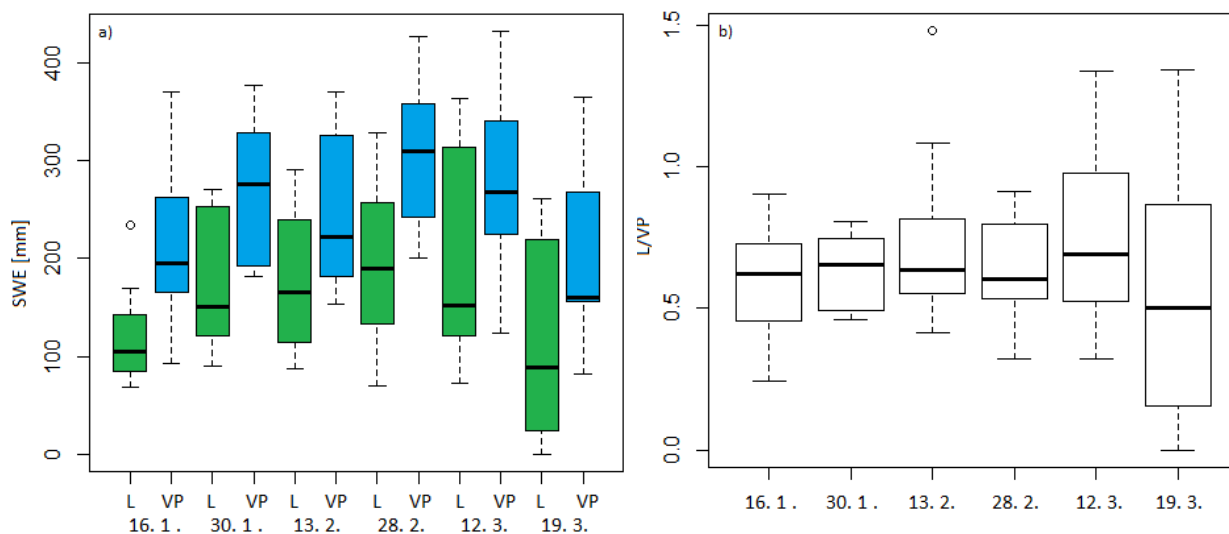 a)
SWE [mm]
400
300
200
100
0
L VP L VP L VP L VP L VP L VP
16. 1 . 30. 1 . 13. 2. 28. 2. 12. 3. 19. 3.
b)
L/VP
1.5
1.0
0.5
0.0
16. 1 . 30. 1 . 13. 2. 28. 2. 12. 3. 19. 3.